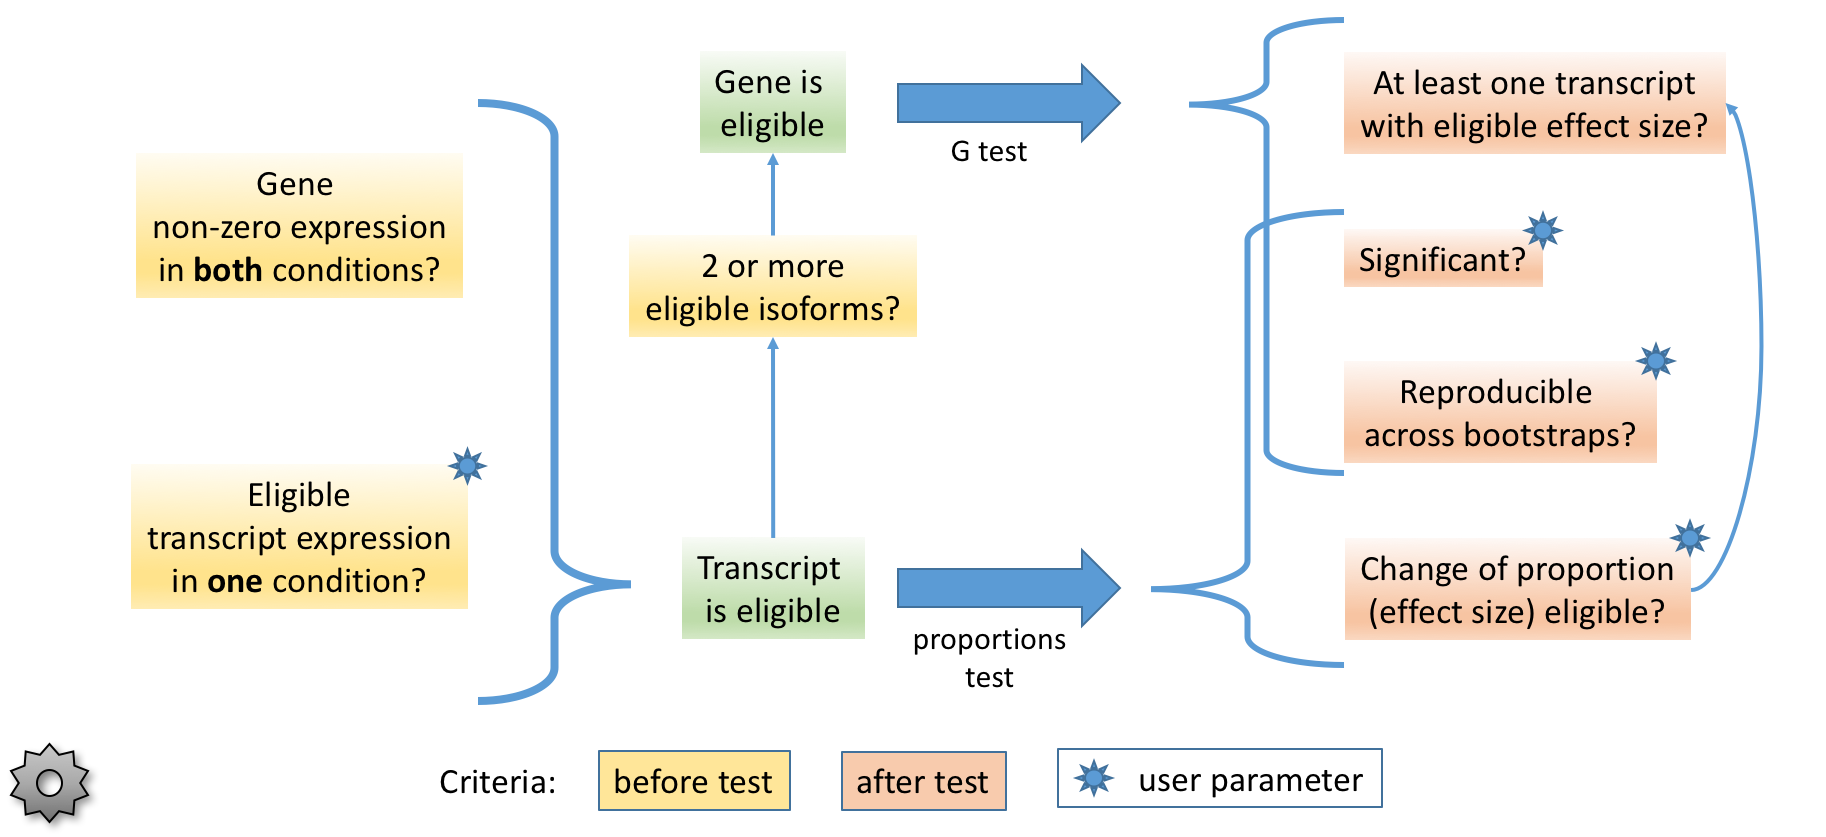 Gene
non-zero expression
in both conditions?
Eligible
transcript expression
in one condition?
Gene is
eligible
2 or more
eligible isoforms?
Transcript
is eligible
G test
proportions
test
At least one transcript
with eligible effect size?
Significant?
Reproducible
across bootstraps?
Change of proportion
(effect size) eligible?
Criteria:
before test
after test
user parameter